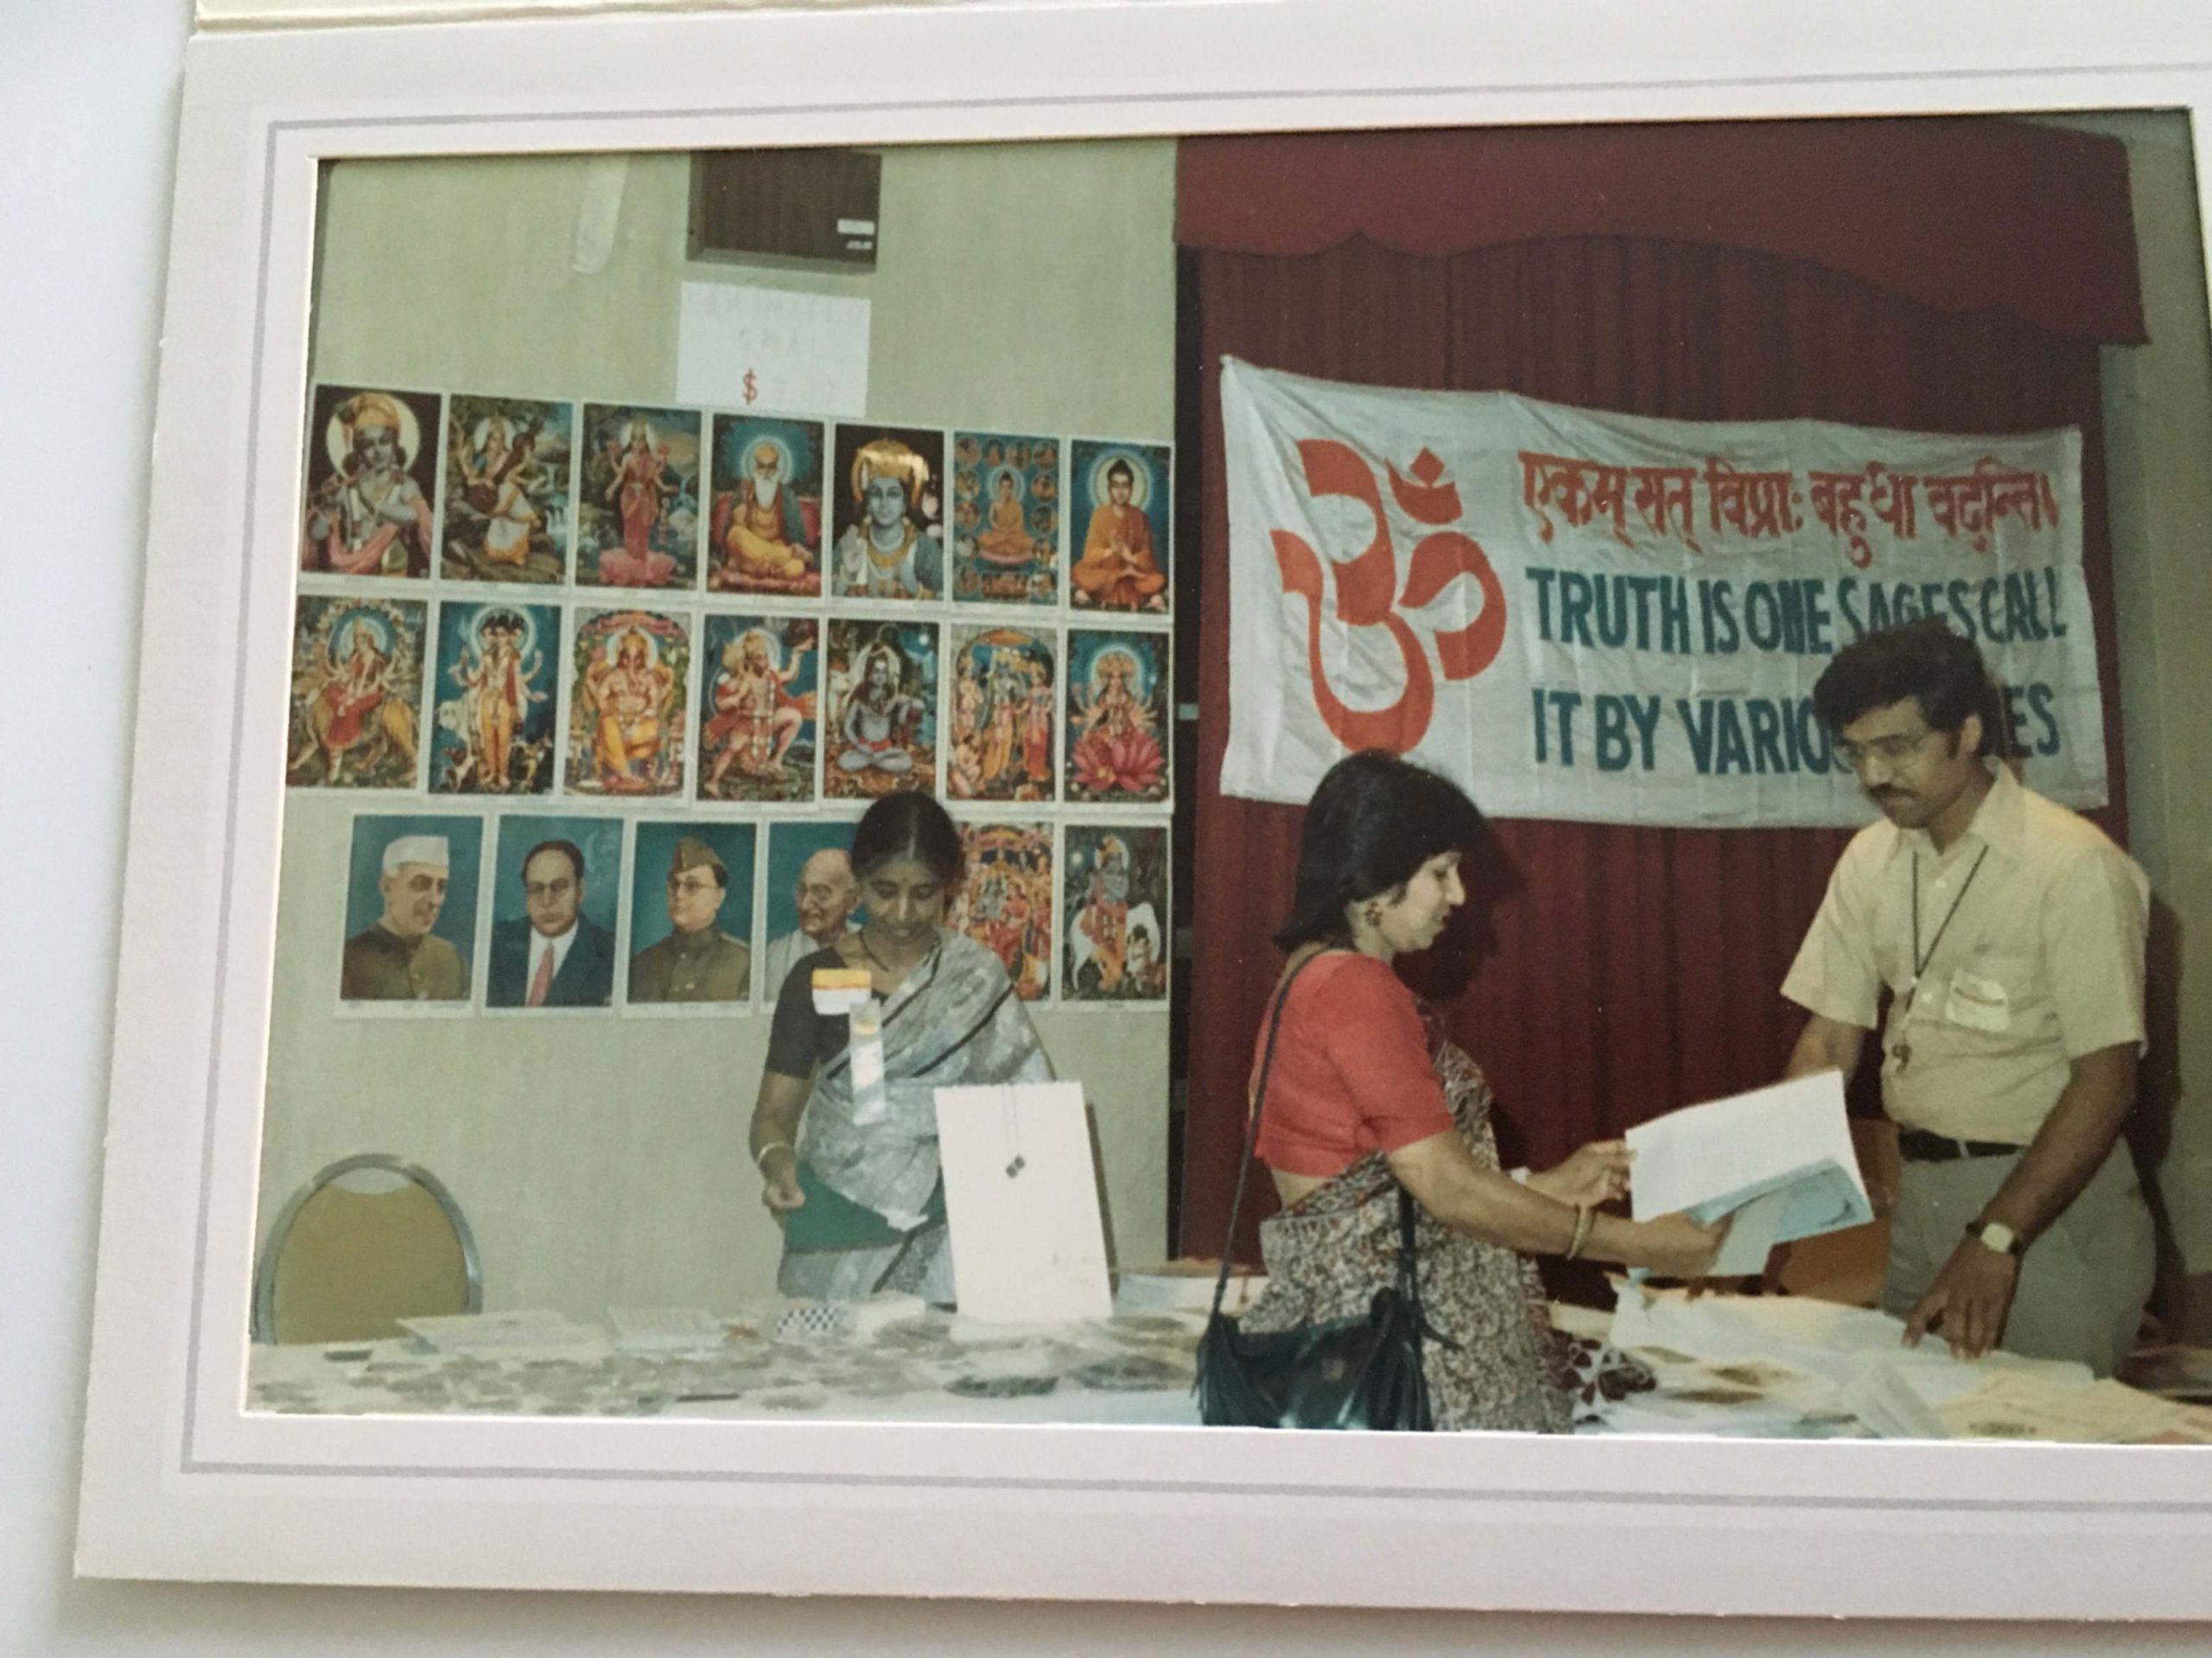 $
ॐ
एकम् सत् विप्राः बहुधा वदन्ति।
TRUTH IS ONE SAGES CALL
IT BY VARIO ES